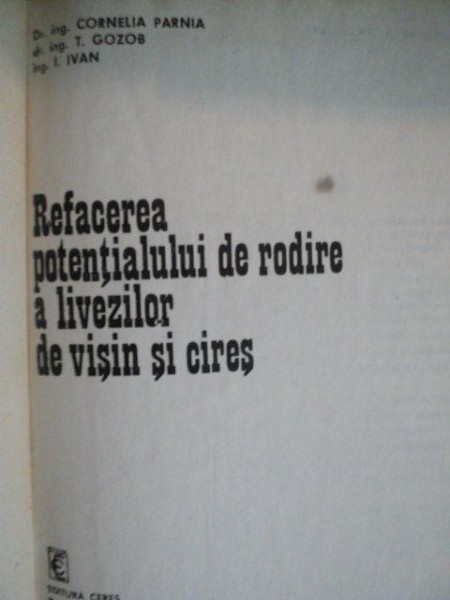 Dr. ing. CORNELIA PARNIA
dr. ing. T. GOZOB
ing. I. IVAN
Refacerea
potențialului de rodire
a livezilor
de vișin și cireș
EDITURA CERES